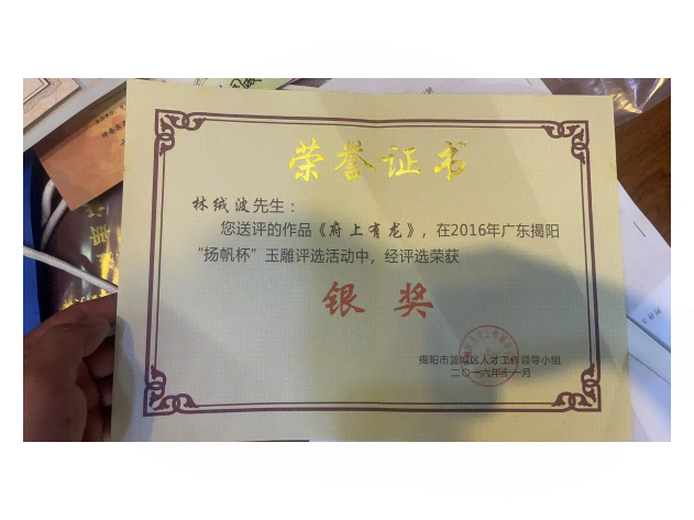 荣誉证书
林绒波先生：
您送评的作品《府上有龙》，在2016年广东揭阳
“扬帆杯”玉雕评选活动中，经评选荣获
银奖
揭阳市蓝城区人才工作领导小组
二〇一六年十一月